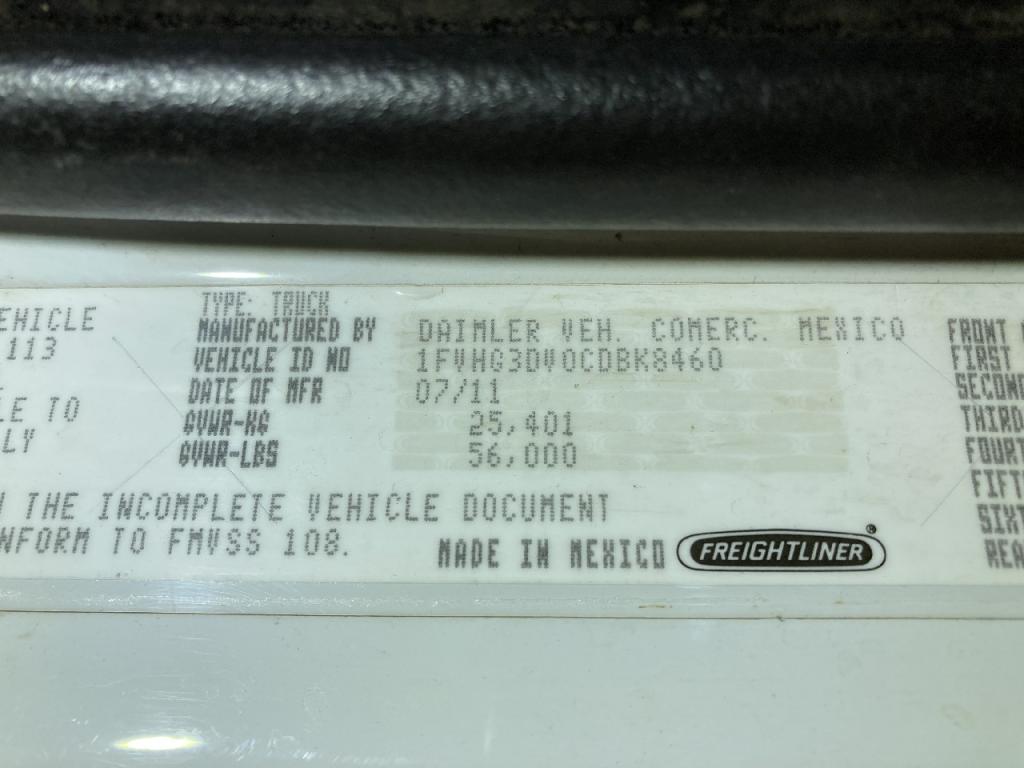 TYPE: TRUCK
EHICLE MANUFACTURED BY DAIMLER VEH. COMERC. MEXICO FRONT
113 VEHICLE ID NO 1FVHG3DV0CDBK8460 FIRST
DATE OF MFR 07/11 SECON
LE TO GVWR-KG 25,401 THIRD
LY GVWR-LBS 56,000 FOURT
FIFT
N THE INCOMPLETE VEHICLE DOCUMENT SIXT
NFORM TO FMVSS 108. MADE IN MEXICO FREIGHTLINER® REA